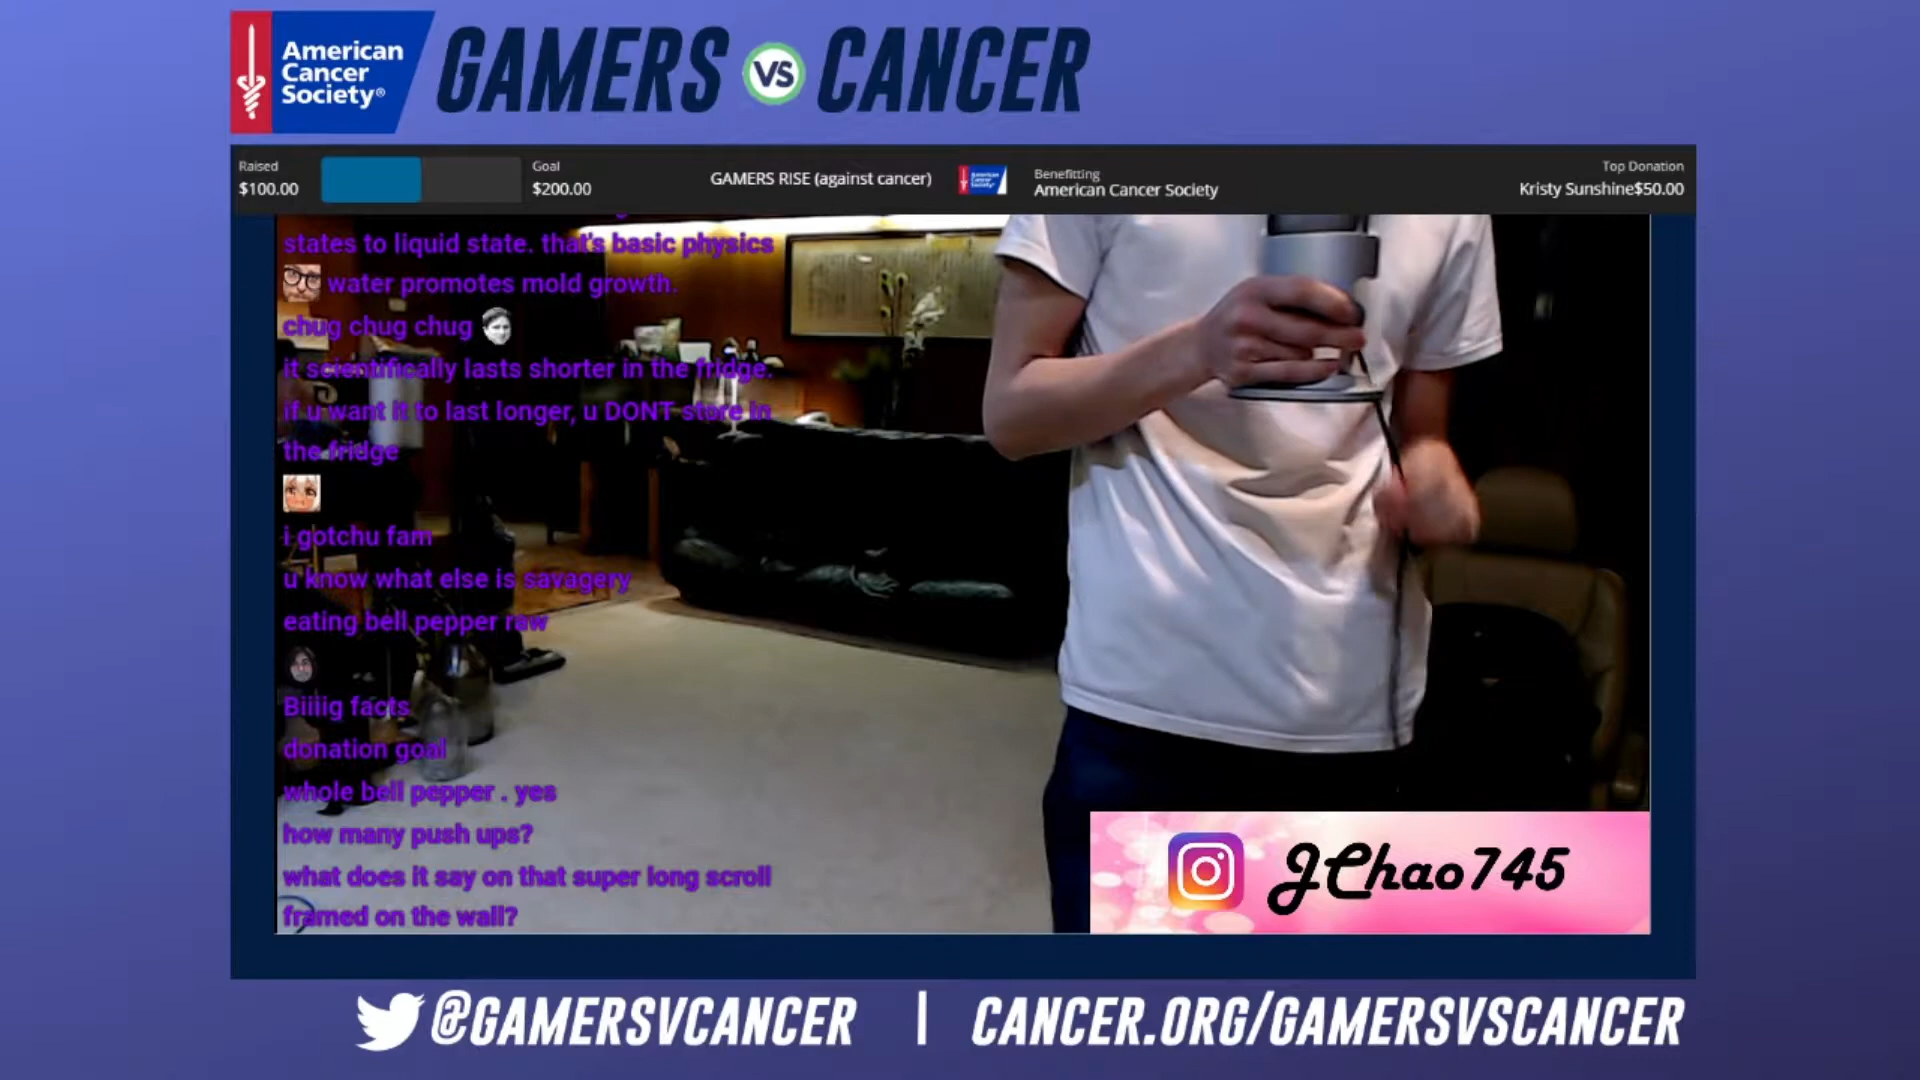 American
Cancer
Society®
GAMERS VS CANCER
Raised
$100.00
Goal
$200.00
GAMERS RISE (against cancer)
American
Cancer
Society
Benefitting
American Cancer Society
Top Donation
Kristy Sunshine$50.00
states to liquid state. that's basic physics
water promotes mold growth.
chug chug chug
it scientifically lasts shorter in the fridge.
if u want it to last longer, u DONT store in
the fridge
i gotchu fam
u know what else is savagery
eating bell pepper raw
Biiiig facts
donation goal
whole bell pepper . yes
how many push ups?
what does it say on that super long scroll
framed on the wall?
JChao745
@GAMERSVCANCER | CANCER.ORG/GAMERSVSCANCER